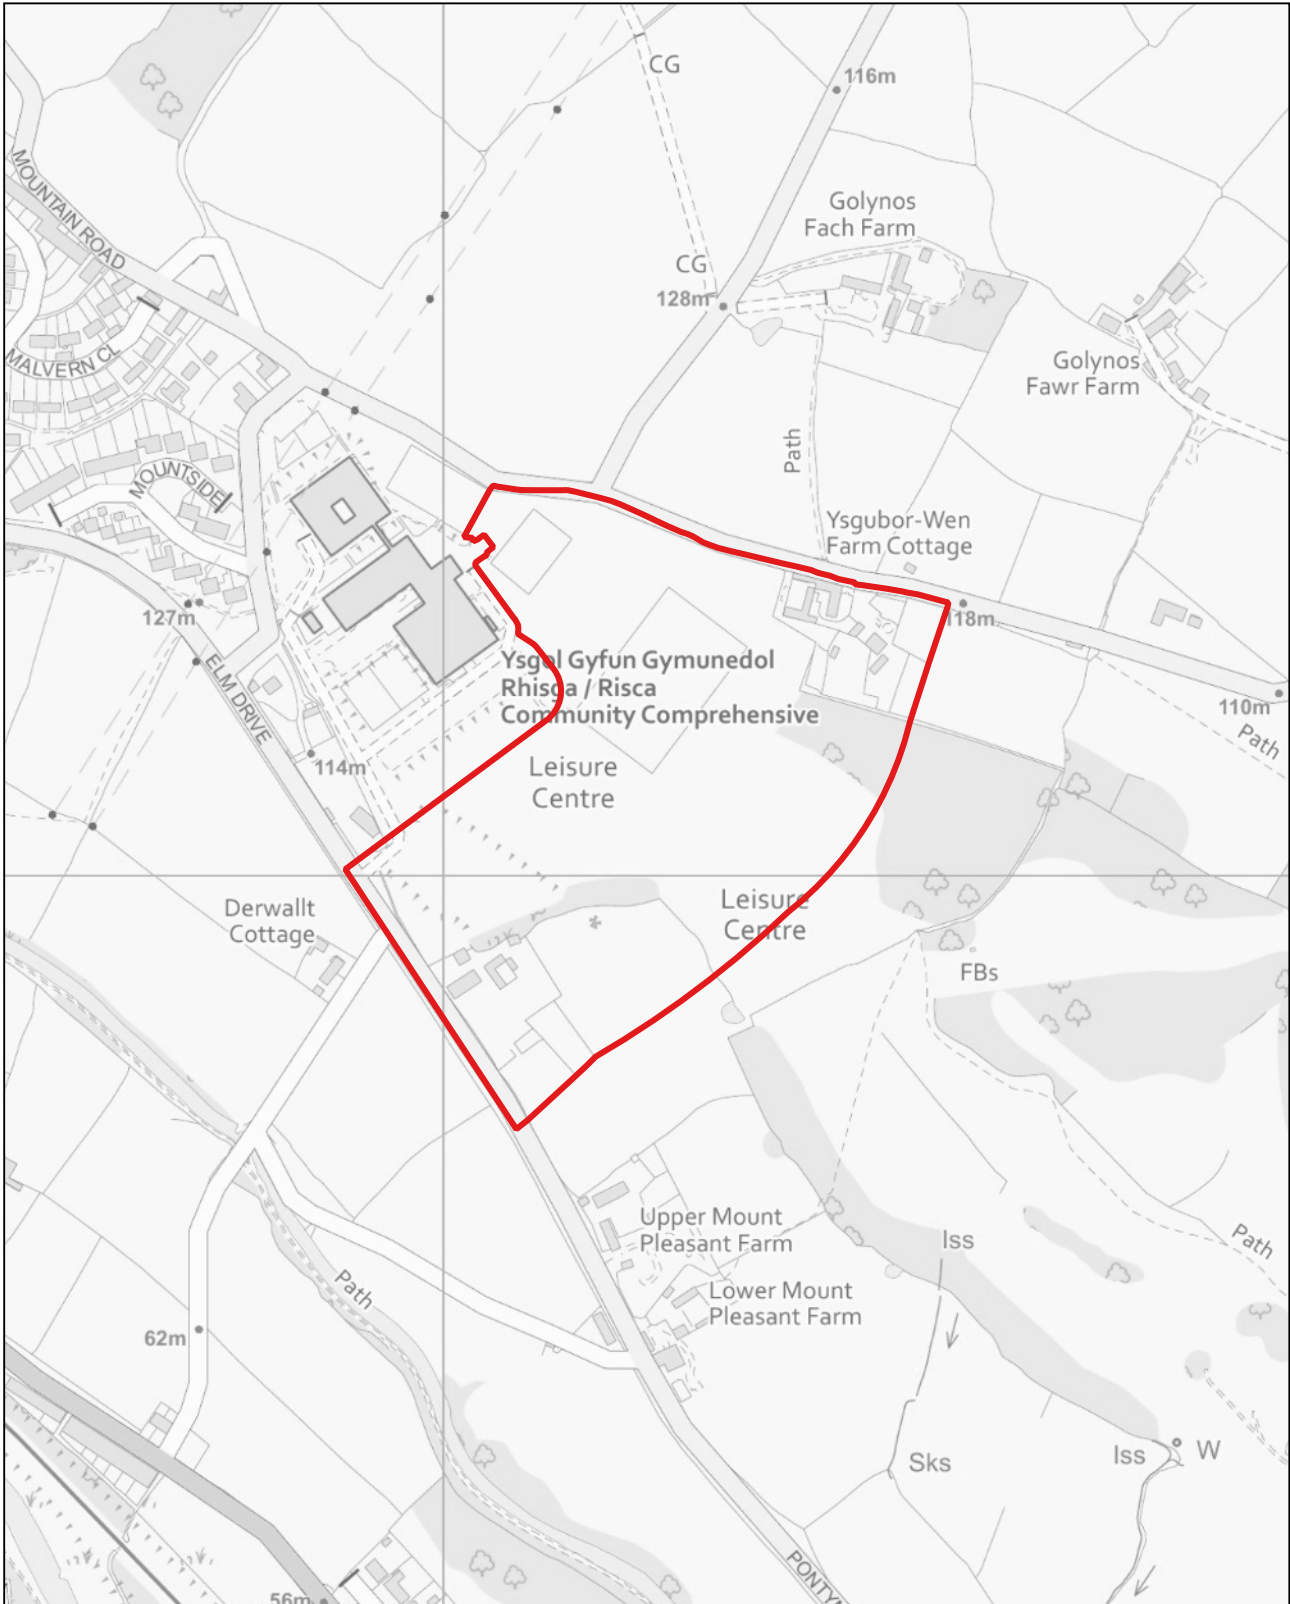 CG
116m
Golynos
Fach Farm
MOUNTAIN ROAD
CG
128m
MALVERN CL
Golynos
Fawr Farm
Path
MOUNTSIDE
Ysgubor-Wen
Farm Cottage
127m
118m
ELM DRIVE
Ysgol Gyfun Gymunedol
Rhisga / Risca
Community Comprehensive
110m
Path
114m
Leisure
Centre
Derwallt
Cottage
Leisure
Centre
FBs
Upper Mount
Pleasant Farm
Iss
Path
Path
Lower Mount
Pleasant Farm
62m
Sks
Iss
W
56m